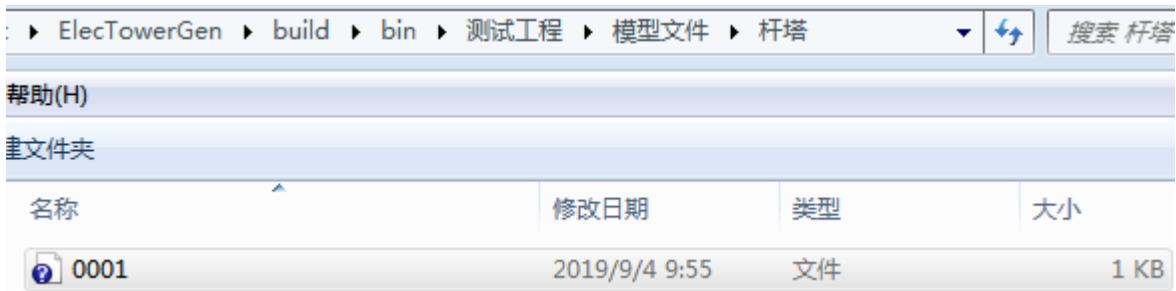 ElecTowerGen ▸ build ▸ bin ▸ 测试工程 ▸ 模型文件 ▸ 杆塔 搜索 杆塔
帮助(H)
建文件夹
名称 修改日期 类型 大小
0001 2019/9/4 9:55 文件 1 KB